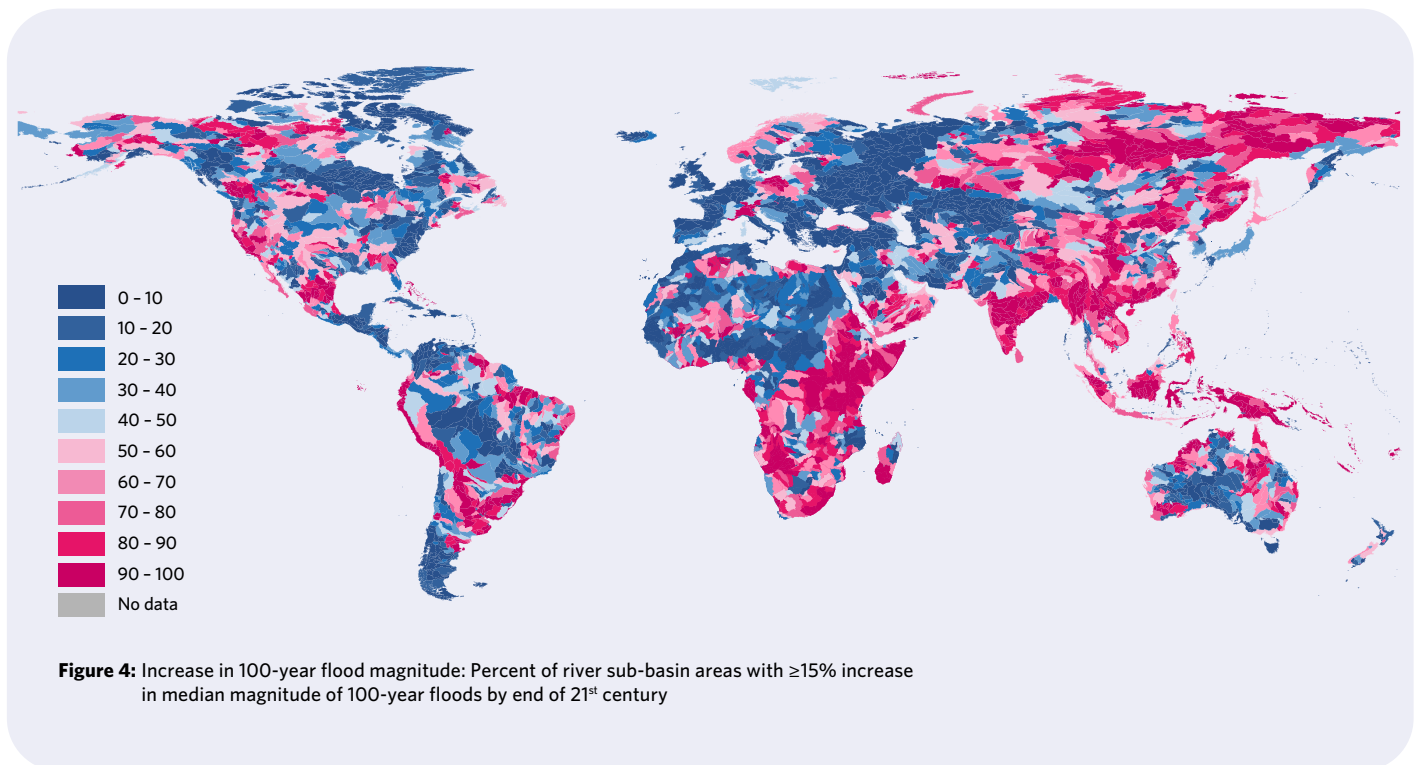 0 – 10
10 – 20
20 – 30
30 – 40
40 – 50
50 – 60
60 – 70
70 – 80
80 – 90
90 – 100
No data
Figure 4: Increase in 100-year flood magnitude: Percent of river sub-basin areas with ≥15% increase
in median magnitude of 100-year floods by end of 21st century